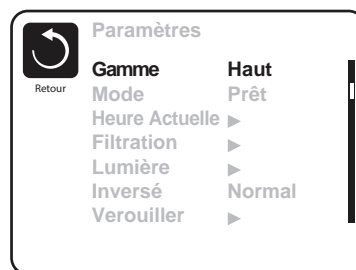 Paramètres
Retour
Gamme Haut
Mode Prêt
Heure Actuelle ▶
Filtration ▶
Lumière ▶
Inversé Normal
Verouiller ▶